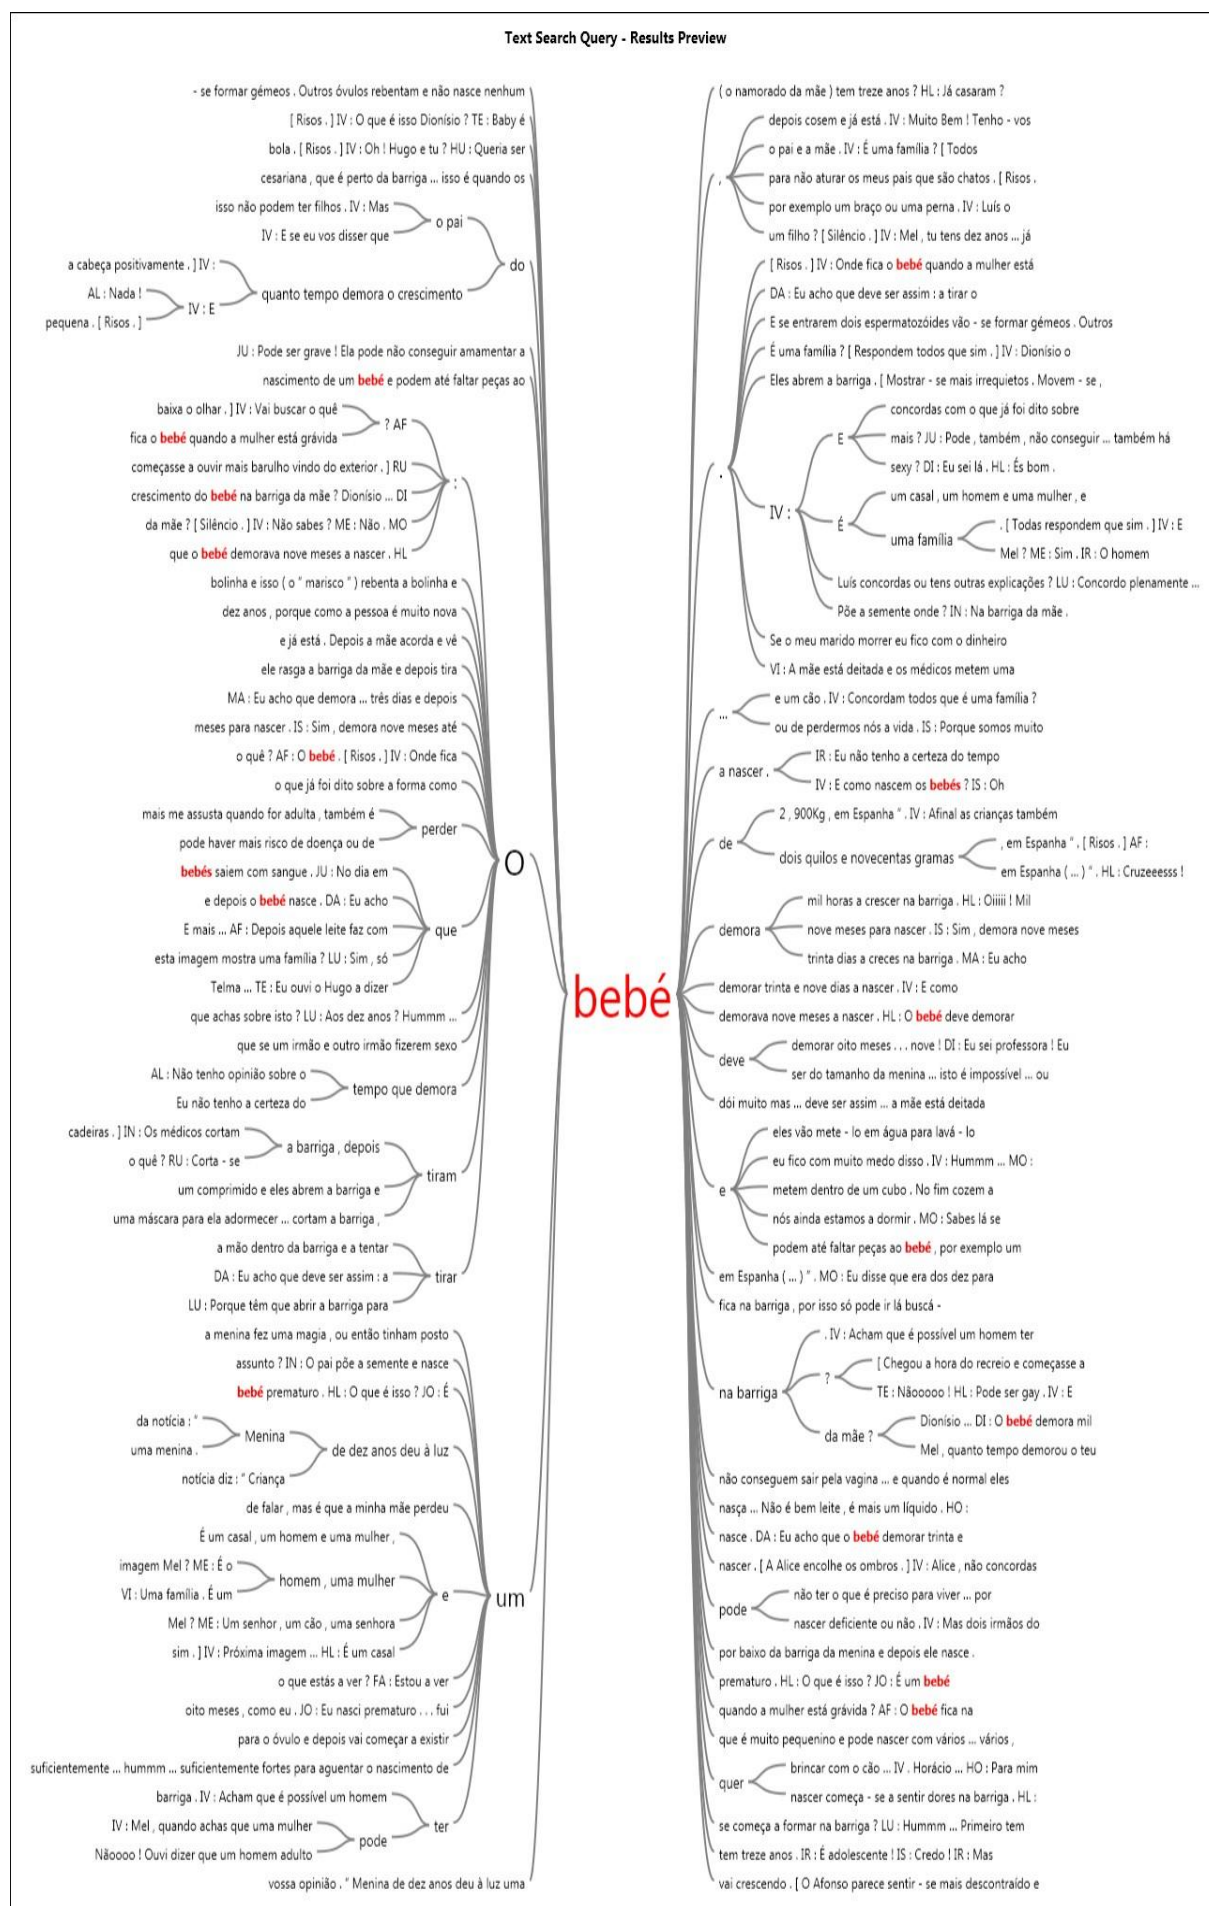 Text Search Query - Results Preview
- se formar gémeos . Outros óvulos rebentam e não nasce nenhum
[ Risos . ] IV : O que é isso Dionísio ? TE : Baby é
bola . [ Risos . ] IV : Oh ! Hugo e tu ? HU : Queria ser
cesariana , que é perto da barriga ... isso é quando os
isso não podem ter filhos . IV : Mas
IV : E se eu vos disser que
o pai
a cabeça positivamente . ] IV :
AL : Nada !
pequena . [ Risos . ]
IV : E
quanto tempo demora o crescimento
do
JU : Pode ser grave ! Ela pode não conseguir amamentar a
nascimento de um bebé e podem até faltar peças ao
baixa o olhar . ] IV : Vai buscar o quê
fica o bebé quando a mulher está grávida
? AF
começasse a ouvir mais barulho vindo do exterior . ] RU
crescimento do bebé na barriga da mãe ? Dionísio ... DI
da mãe ? [ Silêncio . ] IV : Não sabes ? ME : Não . MO
que o bebé demorava nove meses a nascer . HL
:
bolinha e isso ( o " marisco " ) rebenta a bolinha e
dez anos , porque como a pessoa é muito nova
e já está . Depois a mãe acorda e vê
ele rasga a barriga da mãe e depois tira
MA : Eu acho que demora ... três dias e depois
meses para nascer . IS : Sim , demora nove meses até
o quê ? AF : O bebé . [ Risos . ] IV : Onde fica
o que já foi dito sobre a forma como
mais me assusta quando for adulta , também é
pode haver mais risco de doença ou de
perder
bebés saiem com sangue . JU : No dia em
e depois o bebé nasce . DA : Eu acho
E mais ... AF : Depois aquele leite faz com
esta imagem mostra uma família ? LU : Sim , só
Telma ... TE : Eu ouvi o Hugo a dizer
que
que achas sobre isto ? LU : Aos dez anos ? Hummm ...
que se um irmão e outro irmão fizerem sexo
AL : Não tenho opinião sobre o
Eu não tenho a certeza do
tempo que demora
cadeiras . ] IN : Os médicos cortam
o quê ? RU : Corta - se
a barriga , depois
um comprimido e eles abrem a barriga e
uma máscara para ela adormecer ... cortam a barriga ,
tiram
a mão dentro da barriga e a tentar
DA : Eu acho que deve ser assim : a
LU : Porque têm que abrir a barriga para
tirar
O
a menina fez uma magia , ou então tinham posto
assunto ? IN : O pai põe a semente e nasce
bebé prematuro . HL : O que é isso ? JO : É
da notícia : "
uma menina .
Menina
notícia diz : " Criança
de dez anos deu à luz
de falar , mas é que a minha mãe perdeu
É um casal , um homem e uma mulher ,
imagem Mel ? ME : É o
VI : Uma família . É um
homem , uma mulher
Mel ? ME : Um senhor , um cão , uma senhora
sim . ] IV : Próxima imagem ... HL : É um casal
e
o que estás a ver ? FA : Estou a ver
oito meses , como eu . JO : Eu nasci prematuro . . . fui
para o óvulo e depois vai começar a existir
suficientemente ... hummm ... suficientemente fortes para aguentar o nascimento de
barriga . IV : Acham que é possível um homem
IV : Mel , quando achas que uma mulher
Nãoooo ! Ouvi dizer que um homem adulto
pode
ter
um
vossa opinião . " Menina de dez anos deu à luz uma
bebé
( o namorado da mãe ) tem treze anos ? HL : Já casaram ?
,
depois cosem e já está . IV : Muito Bem ! Tenho - vos
o pai e a mãe . IV : É uma família ? [ Todos
para não aturar os meus pais que são chatos . [ Risos .
por exemplo um braço ou uma perna . IV : Luís o
um filho ? [ Silêncio . ] IV : Mel , tu tens dez anos ... já
.
[ Risos . ] IV : Onde fica o bebé quando a mulher está
DA : Eu acho que deve ser assim : a tirar o
E se entrarem dois espermatozóides vão - se formar gémeos . Outros
É uma família ? [ Respondem todos que sim . ] IV : Dionísio o
Eles abrem a barriga . [ Mostrar - se mais irrequietos . Movem - se ,
IV :
E
concordas com o que já foi dito sobre
mais ? JU : Pode , também , não conseguir ... também há
sexy ? DI : Eu sei lá . HL : És bom .
É
um casal , um homem e uma mulher , e
uma família
. [ Todas respondem que sim . ] IV : E
Mel ? ME : Sim . IR : O homem
Luís concordas ou tens outras explicações ? LU : Concordo plenamente ...
Põe a semente onde ? IN : Na barriga da mãe .
Se o meu marido morrer eu fico com o dinheiro
VI : A mãe está deitada e os médicos metem uma
...
e um cão . IV : Concordam todos que é uma família ?
ou de perdermos nós a vida . IS : Porque somos muito
a nascer .
IR : Eu não tenho a certeza do tempo
IV : E como nascem os bebés ? IS : Oh
de
2 , 900Kg , em Espanha " . IV : Afinal as crianças também
dois quilos e novecentas gramas
, em Espanha " . [ Risos . ] AF :
em Espanha ( ... ) " . HL : Cruzeeesss !
demora
mil horas a crescer na barriga . HL : Oiiiii ! Mil
nove meses para nascer . IS : Sim , demora nove meses
trinta dias a creces na barriga . MA : Eu acho
demorar trinta e nove dias a nascer . IV : E como
demorava nove meses a nascer . HL : O bebé deve demorar
deve
demorar oito meses . . . nove ! DI : Eu sei professora ! Eu
ser do tamanho da menina ... isto é impossível ... ou
dói muito mas ... deve ser assim ... a mãe está deitada
e
eles vão mete - lo em água para lavá - lo
eu fico com muito medo disso . IV : Hummm ... MO :
metem dentro de um cubo . No fim cozem a
nós ainda estamos a dormir . MO : Sabes lá se
podem até faltar peças ao bebé , por exemplo um
em Espanha ( ... ) " . MO : Eu disse que era dos dez para
fica na barriga , por isso só pode ir lá buscá -
na barriga
. IV : Acham que é possível um homem ter
?
[ Chegou a hora do recreio e começasse a
TE : Nãooooo ! HL : Pode ser gay . IV : E
da mãe ?
Dionísio ... DI : O bebé demora mil
Mel , quanto tempo demorou o teu
não conseguem sair pela vagina ... e quando é normal eles
nasça ... Não é bem leite , é mais um líquido . HO :
nasce . DA : Eu acho que o bebé demorar trinta e
nascer . [ A Alice encolhe os ombros . ] IV : Alice , não concordas
pode
não ter o que é preciso para viver ... por
nascer deficiente ou não . IV : Mas dois irmãos do
por baixo da barriga da menina e depois ele nasce .
prematuro . HL : O que é isso ? JO : É um bebé
quando a mulher está grávida ? AF : O bebé fica na
que é muito pequenino e pode nascer com vários ... vários ,
quer
brincar com o cão ... IV . Horácio ... HO : Para mim
nascer começa - se a sentir dores na barriga . HL :
se começa a formar na barriga ? LU : Hummm ... Primeiro tem
tem treze anos . IR : É adolescente ! IS : Credo ! IR : Mas
vai crescendo . [ O Afonso parece sentir - se mais descontraído e